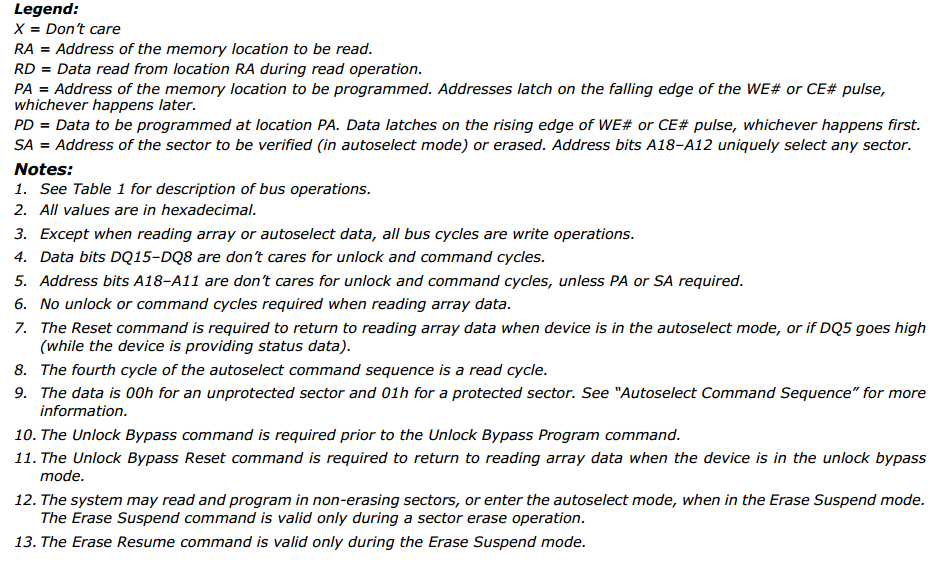 Legend:
X = Don’t care
RA = Address of the memory location to be read.
RD = Data read from location RA during read operation.
PA = Address of the memory location to be programmed. Addresses latch on the falling edge of the WE# or CE# pulse,
whichever happens later.
PD = Data to be programmed at location PA. Data latches on the rising edge of WE# or CE# pulse, whichever happens first.
SA = Address of the sector to be verified (in autoselect mode) or erased. Address bits A18–A12 uniquely select any sector.
Notes:
1. See Table 1 for description of bus operations.
2. All values are in hexadecimal.
3. Except when reading array or autoselect data, all bus cycles are write operations.
4. Data bits DQ15–DQ8 are don’t cares for unlock and command cycles.
5. Address bits A18–A11 are don’t cares for unlock and command cycles, unless PA or SA required.
6. No unlock or command cycles required when reading array data.
7. The Reset command is required to return to reading array data when device is in the autoselect mode, or if DQ5 goes high
(while the device is providing status data).
8. The fourth cycle of the autoselect command sequence is a read cycle.
9. The data is 00h for an unprotected sector and 01h for a protected sector. See “Autoselect Command Sequence” for more
information.
10. The Unlock Bypass command is required prior to the Unlock Bypass Program command.
11. The Unlock Bypass Reset command is required to return to reading array data when the device is in the unlock bypass
mode.
12. The system may read and program in non-erasing sectors, or enter the autoselect mode, when in the Erase Suspend mode.
The Erase Suspend command is valid only during a sector erase operation.
13. The Erase Resume command is valid only during the Erase Suspend mode.